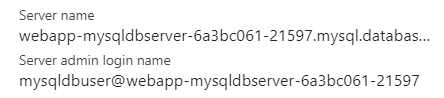 Server name
webapp-mysqldbserver-6a3bc061-21597.mysql.databas...
Server admin login name
mysqldbuser@webapp-mysqldbserver-6a3bc061-21597